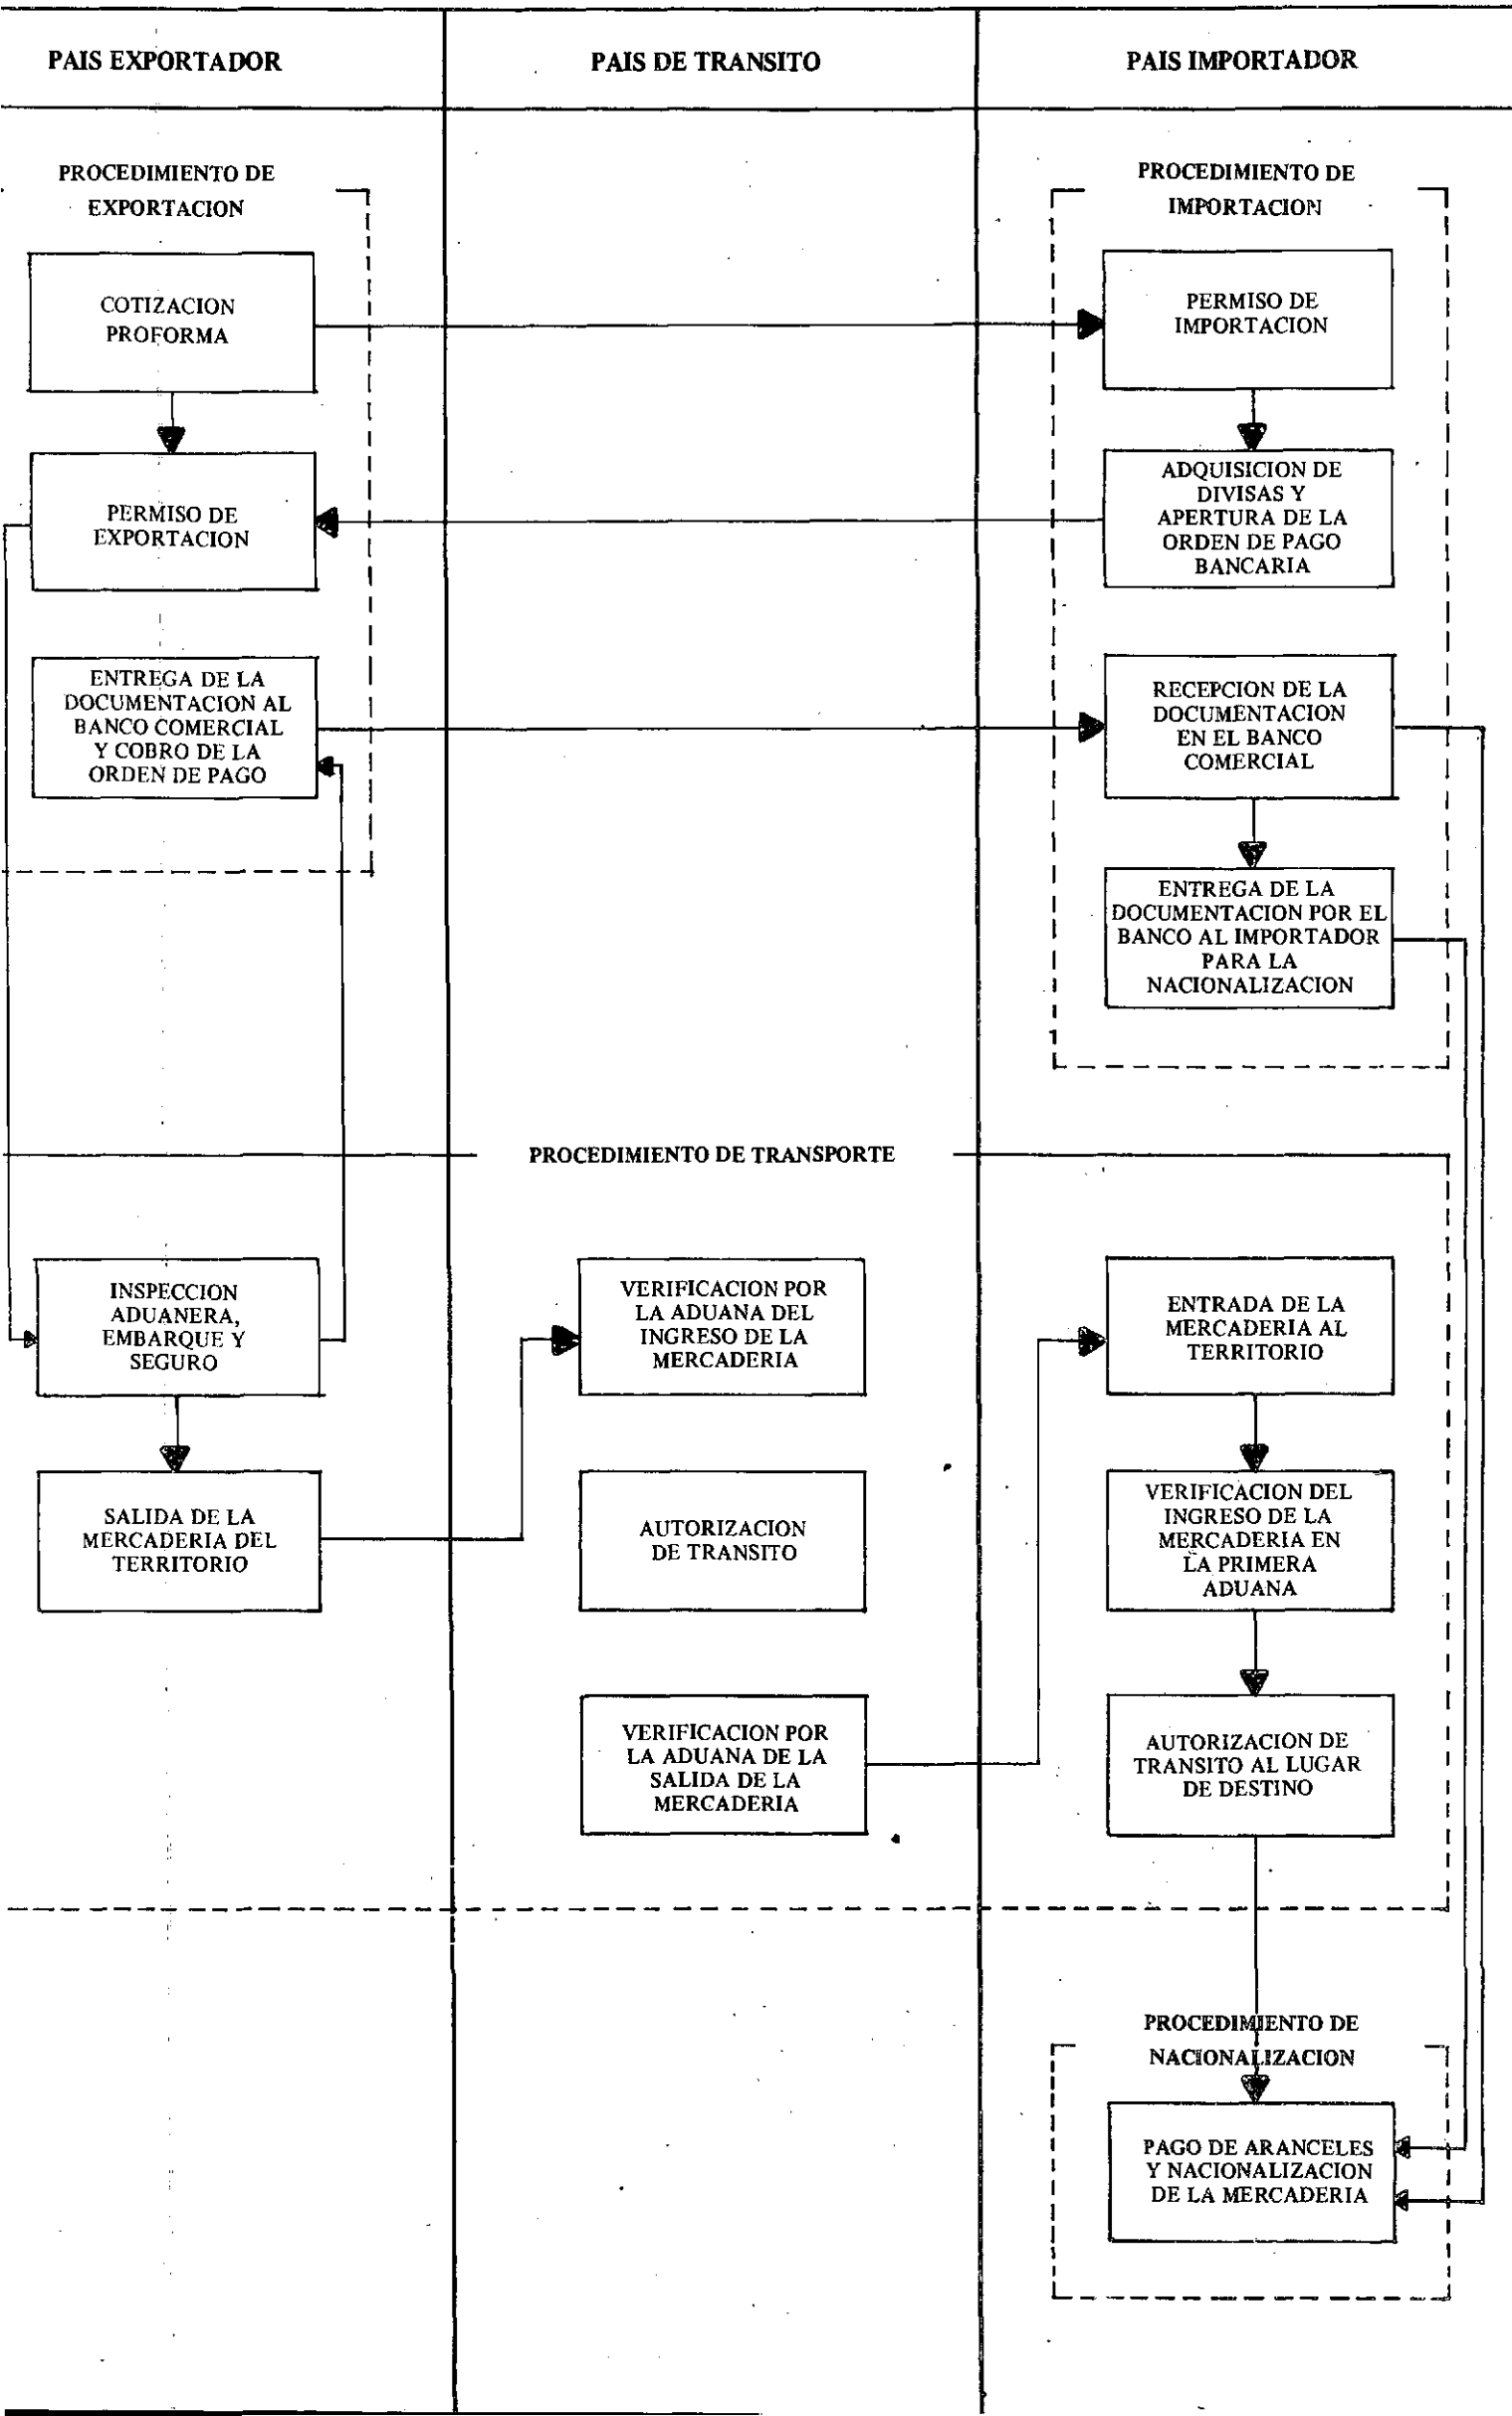 PAIS EXPORTADOR
PAIS DE TRANSITO
PAIS IMPORTADOR
PROCEDIMIENTO DE
EXPORTACION
PROCEDIMIENTO DE
IMPORTACION
COTIZACION
PROFORMA
PERMISO DE
IMPORTACION
PERMISO DE
EXPORTACION
ADQUISICION DE
DIVISAS Y
APERTURA DE LA
ORDEN DE PAGO
BANCARIA
ENTREGA DE LA
DOCUMENTACION AL
BANCO COMERCIAL
Y COBRO DE LA
ORDEN DE PAGO
RECEPCION DE LA
DOCUMENTACION
EN EL BANCO
COMERCIAL
ENTREGA DE LA
DOCUMENTACION POR EL
BANCO AL IMPORTADOR
PARA LA
NACIONALIZACION
PROCEDIMIENTO DE TRANSPORTE
INSPECCION
ADUANERA,
EMBARQUE Y
SEGURO
VERIFICACION POR
LA ADUANA DEL
INGRESO DE LA
MERCADERIA
ENTRADA DE LA
MERCADERIA AL
TERRITORIO
SALIDA DE LA
MERCADERIA DEL
TERRITORIO
AUTORIZACION
DE TRANSITO
VERIFICACION DEL
INGRESO DE LA
MERCADERIA EN
LA PRIMERA
ADUANA
VERIFICACION POR
LA ADUANA DE LA
SALIDA DE LA
MERCADERIA
AUTORIZACION DE
TRANSITO AL LUGAR
DE DESTINO
PROCEDIMIENTO DE
NACIONALIZACION
PAGO DE ARANCELES
Y NACIONALIZACION
DE LA MERCADERIA